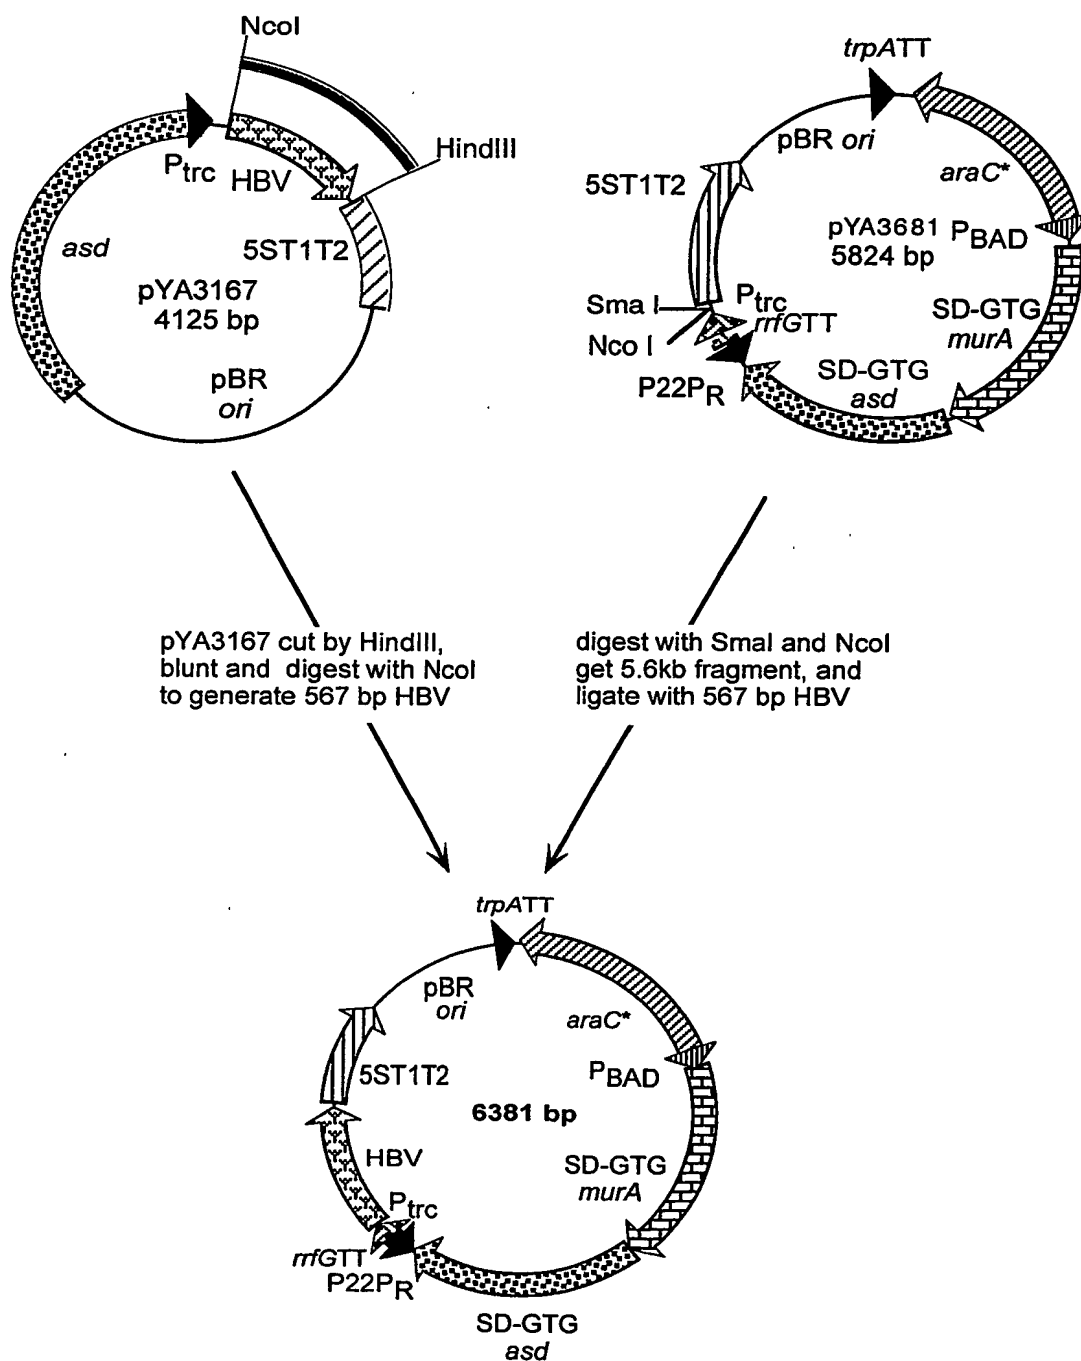 NcoI
HindIII
Ptrc
HBV
asd
5ST1T2
pYA3167
4125 bp
pBR
ori
trpATT
pBR ori
araC*
5ST1T2
pYA3681
5824 bp
PBAD
Sma I
Nco I
Ptrc
rrfGTT
P22PR
SD-GTG
murA
SD-GTG
asd
pYA3167 cut by HindIII,
blunt and digest with NcoI
to generate 567 bp HBV
digest with SmaI and NcoI
get 5.6kb fragment, and
ligate with 567 bp HBV
trpATT
pBR
ori
araC*
5ST1T2
PBAD
6381 bp
HBV
SD-GTG
murA
Ptrc
rrfGTT
P22PR
SD-GTG
asd